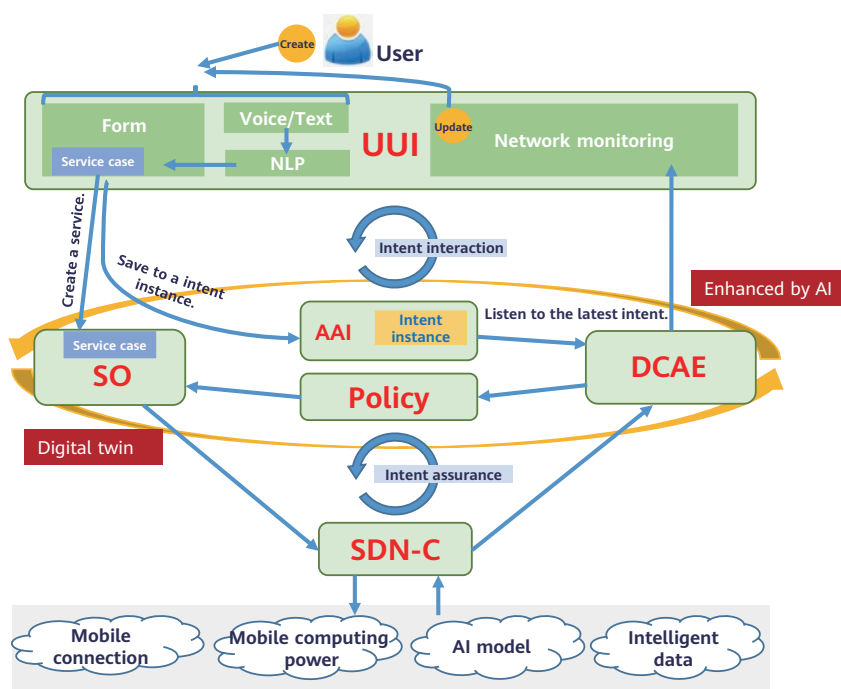 Create
User
Form
Voice/Text
UUI
Update
Network monitoring
Service case
NLP
Create a service.
Save to a intent
instance.
Intent interaction
Enhanced by AI
AAI
Intent
instance
Listen to the latest intent.
Service case
SO
DCAE
Policy
Digital twin
Intent assurance
SDN-C
Mobile
connection
Mobile computing
power
AI model
Intelligent
data